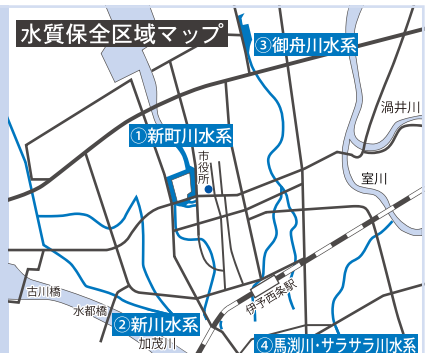 水質保全区域マップ
③御舟川水系
渦井川
①新町川水系
市役所
室川
伊予西条駅
古川橋
水都橋
②新川水系
加茂川
④馬渕川・サラサラ川水系